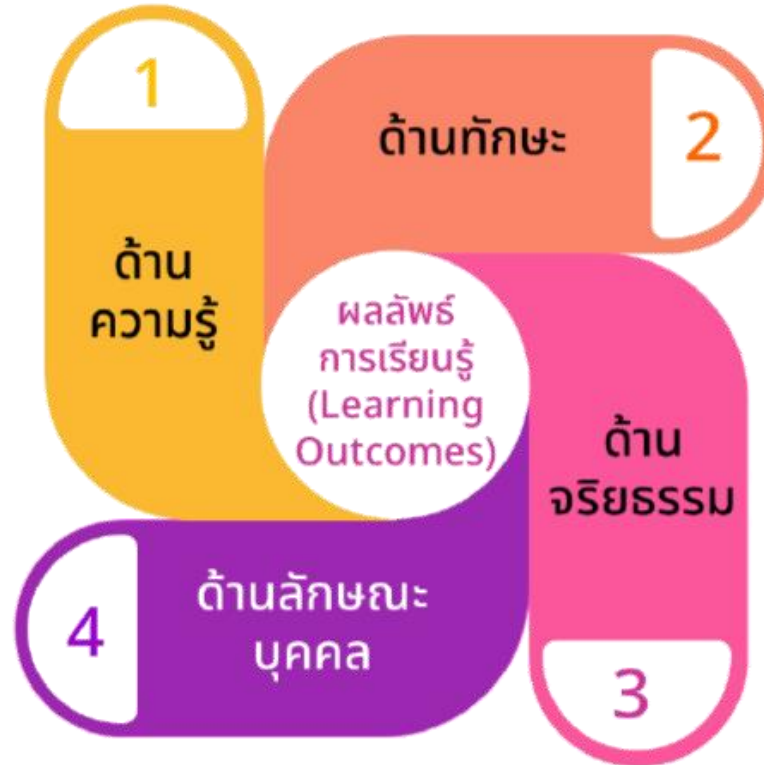 1
ด้าน
ความรู้
ด้านทักษะ
2
ผลลัพธ์
การเรียนรู้
(Learning
Outcomes)
ด้าน
จริยธรรม
3
4
ด้านลักษณะ
บุคคล